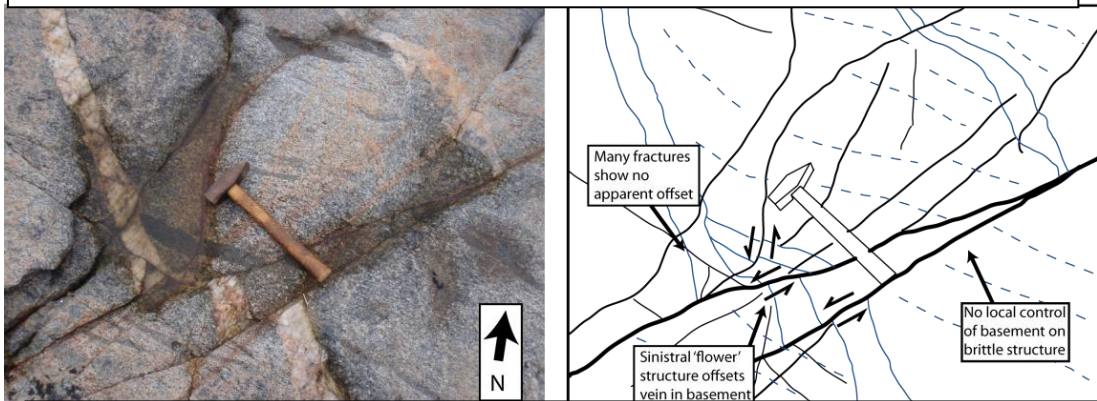 N
Many fractures
show no
apparent offset
Sinistral 'flower'
structure offsets
vein in basement
No local control
of basement on
brittle structure